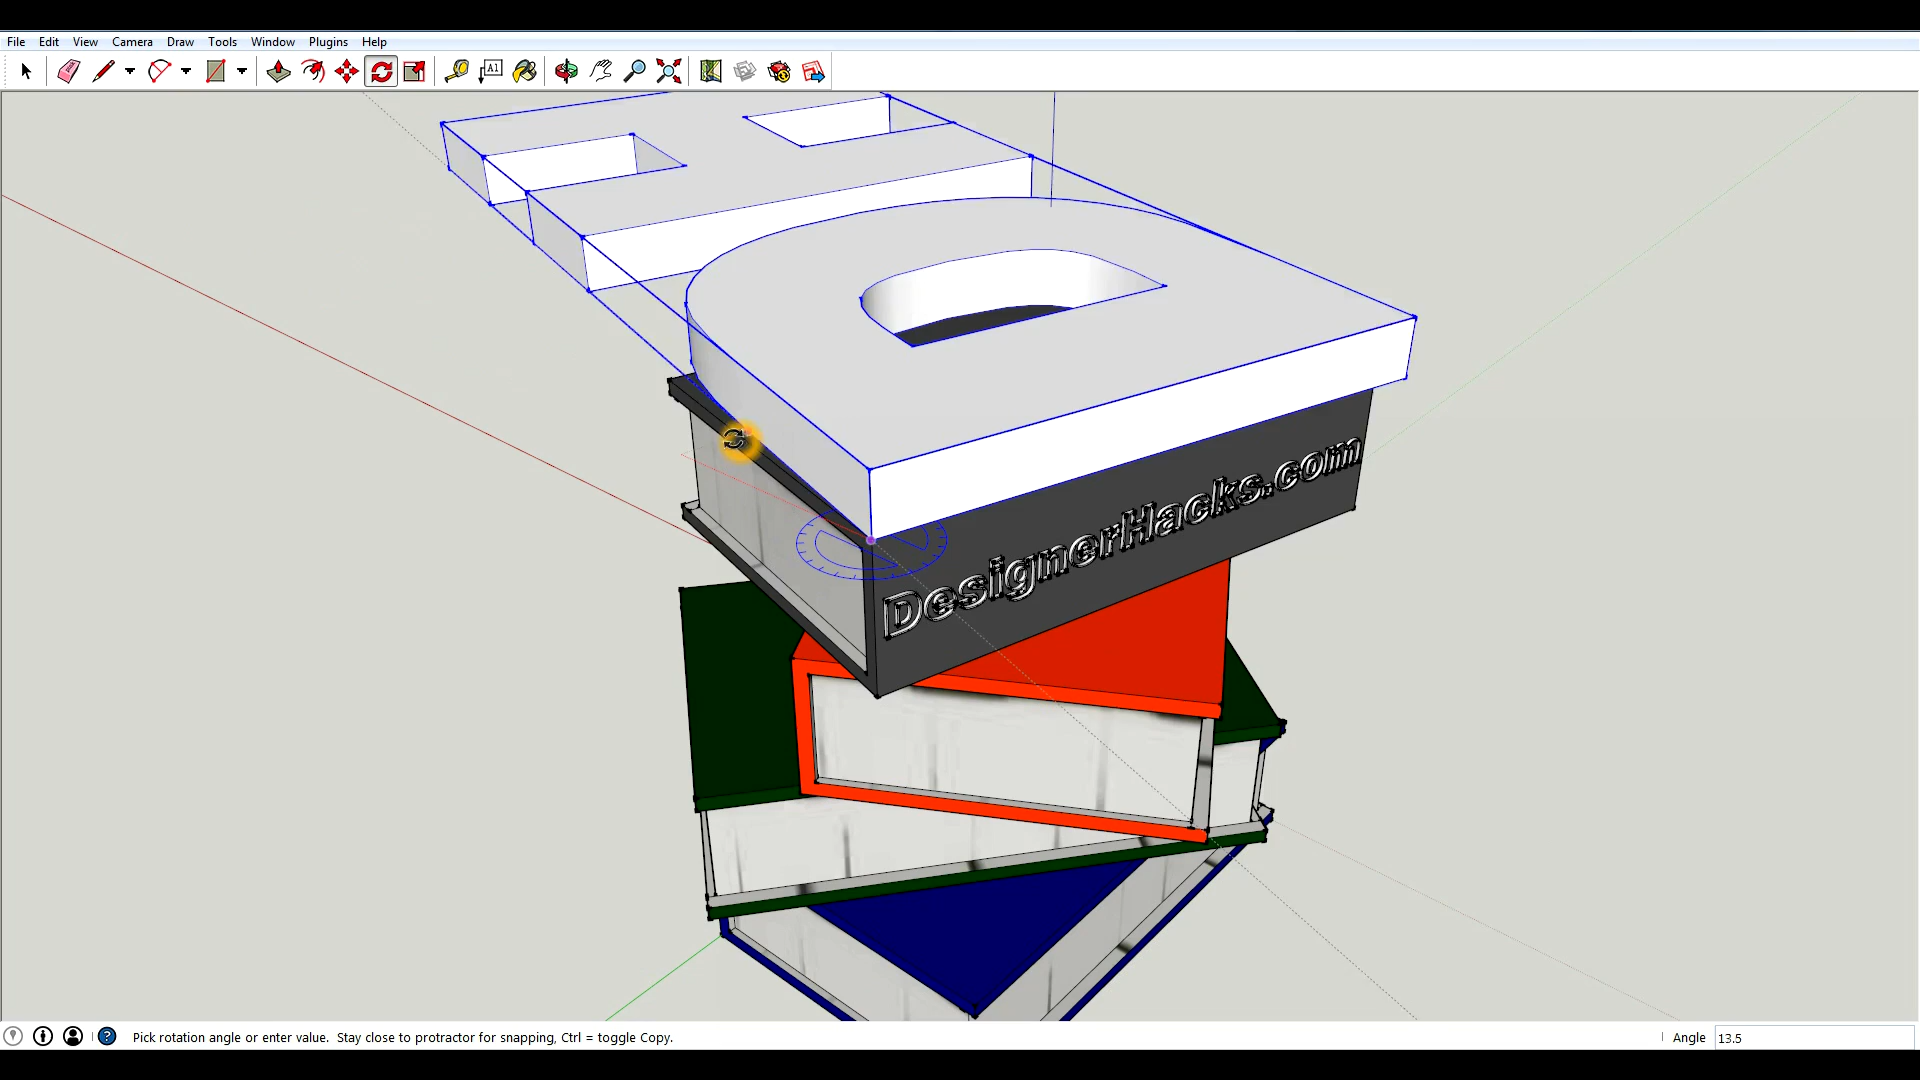 File Edit View Camera Draw Tools Window Plugins Help
A1
D
DesignerHacks.com
Pick rotation angle or enter value. Stay close to protractor for snapping, Ctrl = toggle Copy.
Angle 13.5